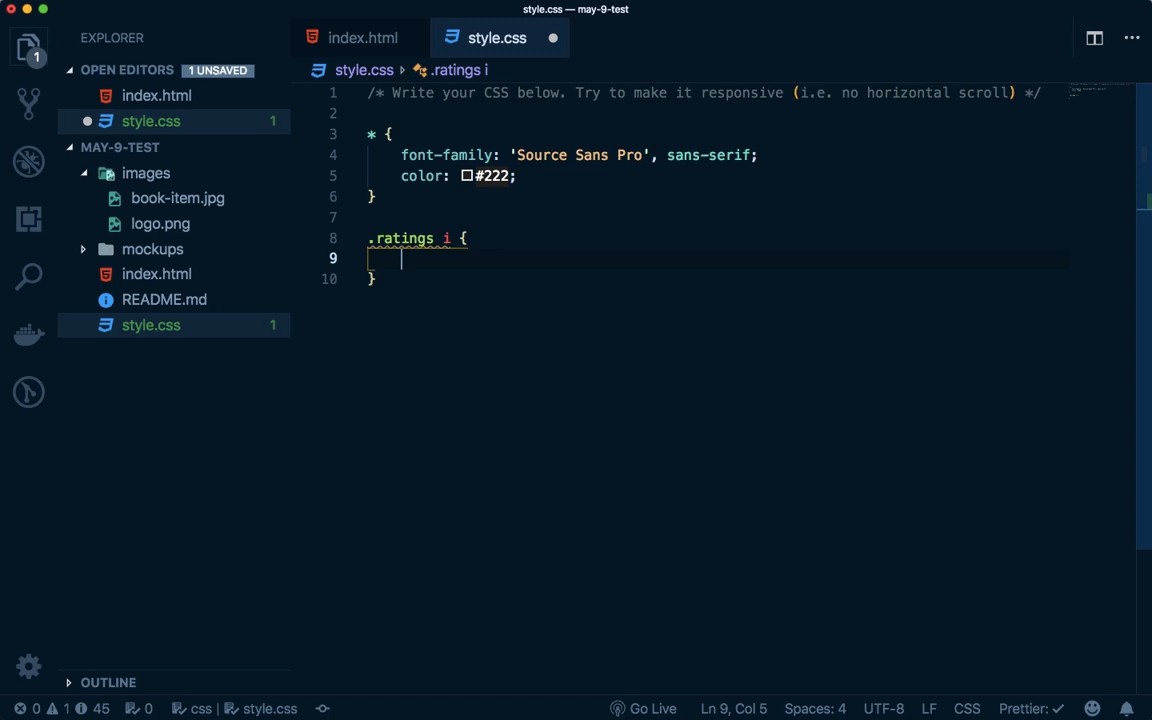 style.css — may-9-test
EXPLORER
index.html
style.css
1
OPEN EDITORS 1 UNSAVED
style.css .ratings i
index.html
style.css 1
MAY-9-TEST
images
book-item.jpg
logo.png
mockups
index.html
README.md
style.css 1
OUTLINE
1 /* Write your CSS below. Try to make it responsive (i.e. no horizontal scroll) */
2
3 * {
4 font-family: 'Source Sans Pro', sans-serif;
5 color: #222;
6 }
7
8 .ratings i {
9
10 }
0 1 45 0 css | style.css Go Live Ln 9, Col 5 Spaces: 4 UTF-8 LF CSS Prettier: ✓